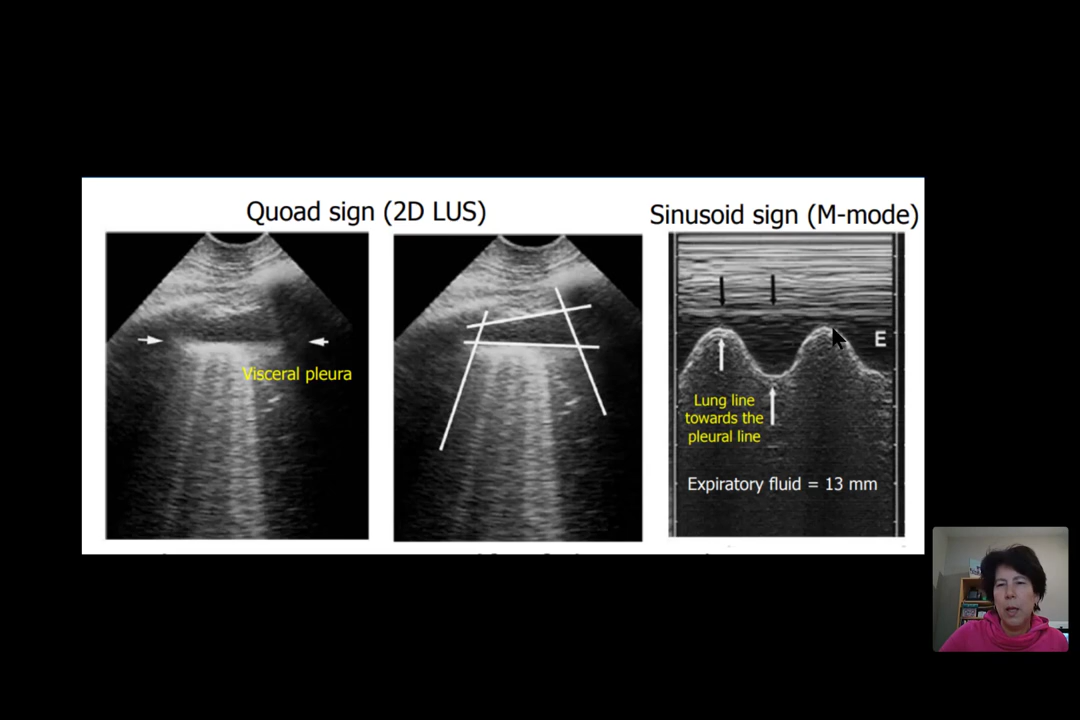 Quoad sign (2D LUS)
Sinusoid sign (M-mode)
Visceral pleura
E
Lung line
towards the
pleural line
Expiratory fluid = 13 mm